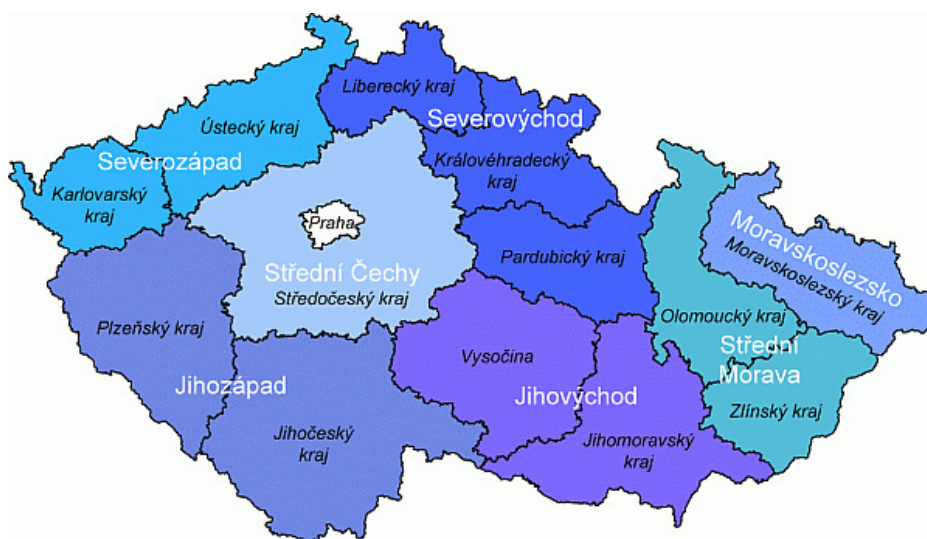 Liberecký kraj
Severovýchod
Ústecký kraj
Severozápad
Královéhradecký
kraj
Karlovarský
kraj
Praha
Moravskoslezsko
Moravskoslezský kraj
Střední Čechy
Středočeský kraj
Pardubický kraj
Plzeňský kraj
Olomoucký kraj
Střední
Morava
Vysočina
Jihozápad
Jihovýchod
Zlínský kraj
Jihočeský
kraj
Jihomoravský
kraj